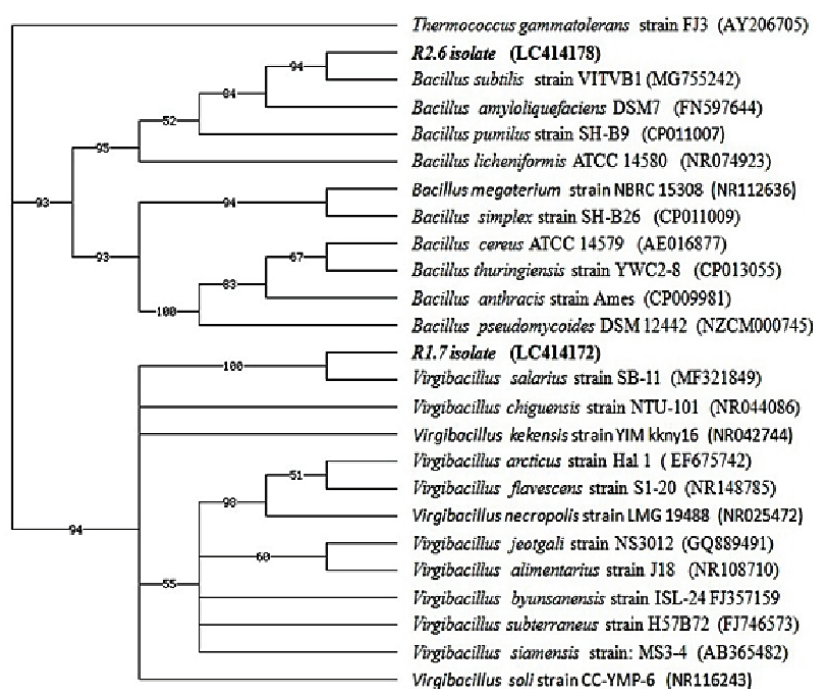 Thermococcus gammatolerans strain FJ3 (AY206705)
R2.6 isolate (LC414178)
94
Bacillus subtilis strain VITVB1 (MG755242)
84
Bacillus amyloliquefaciens DSM7 (FN597644)
52
Bacillus pumilus strain SH-B9 (CP011007)
95
Bacillus licheniformis ATCC 14580 (NR074923)
Bacillus megaterium strain NBRC 15308 (NR112636)
93
94
Bacillus simplex strain SH-B26 (CP011009)
Bacillus cereus ATCC 14579 (AE016877)
93
67
Bacillus thuringiensis strain YWC2-8 (CP013055)
83
Bacillus anthracis strain Ames (CP009981)
100
Bacillus pseudomycoides DSM 12442 (NZCM000745)
R1.7 isolate (LC414172)
100
Virgibacillus salarius strain SB-11 (MF321849)
Virgibacillus chiguensis strain NTU-101 (NR044086)
Virgibacillus kekensis strain YIM kkny16 (NR042744)
Virgibacillus arcticus strain Hal 1 ( EF675742)
51
Virgibacillus flavescens strain S1-20 (NR148785)
98
Virgibacillus necropolis strain LMG 19488 (NR025472)
94
Virgibacillus jeotgali strain NS3012 (GQ889491)
60
Virgibacillus alimentarius strain J18 (NR108710)
55
Virgibacillus byunsanensis strain ISL-24 FJ357159
Virgibacillus subterraneus strain H57B72 (FJ746573)
Virgibacillus siamensis strain: MS3-4 (AB365482)
Virgibacillus soli strain CC-YMP-6 (NR116243)